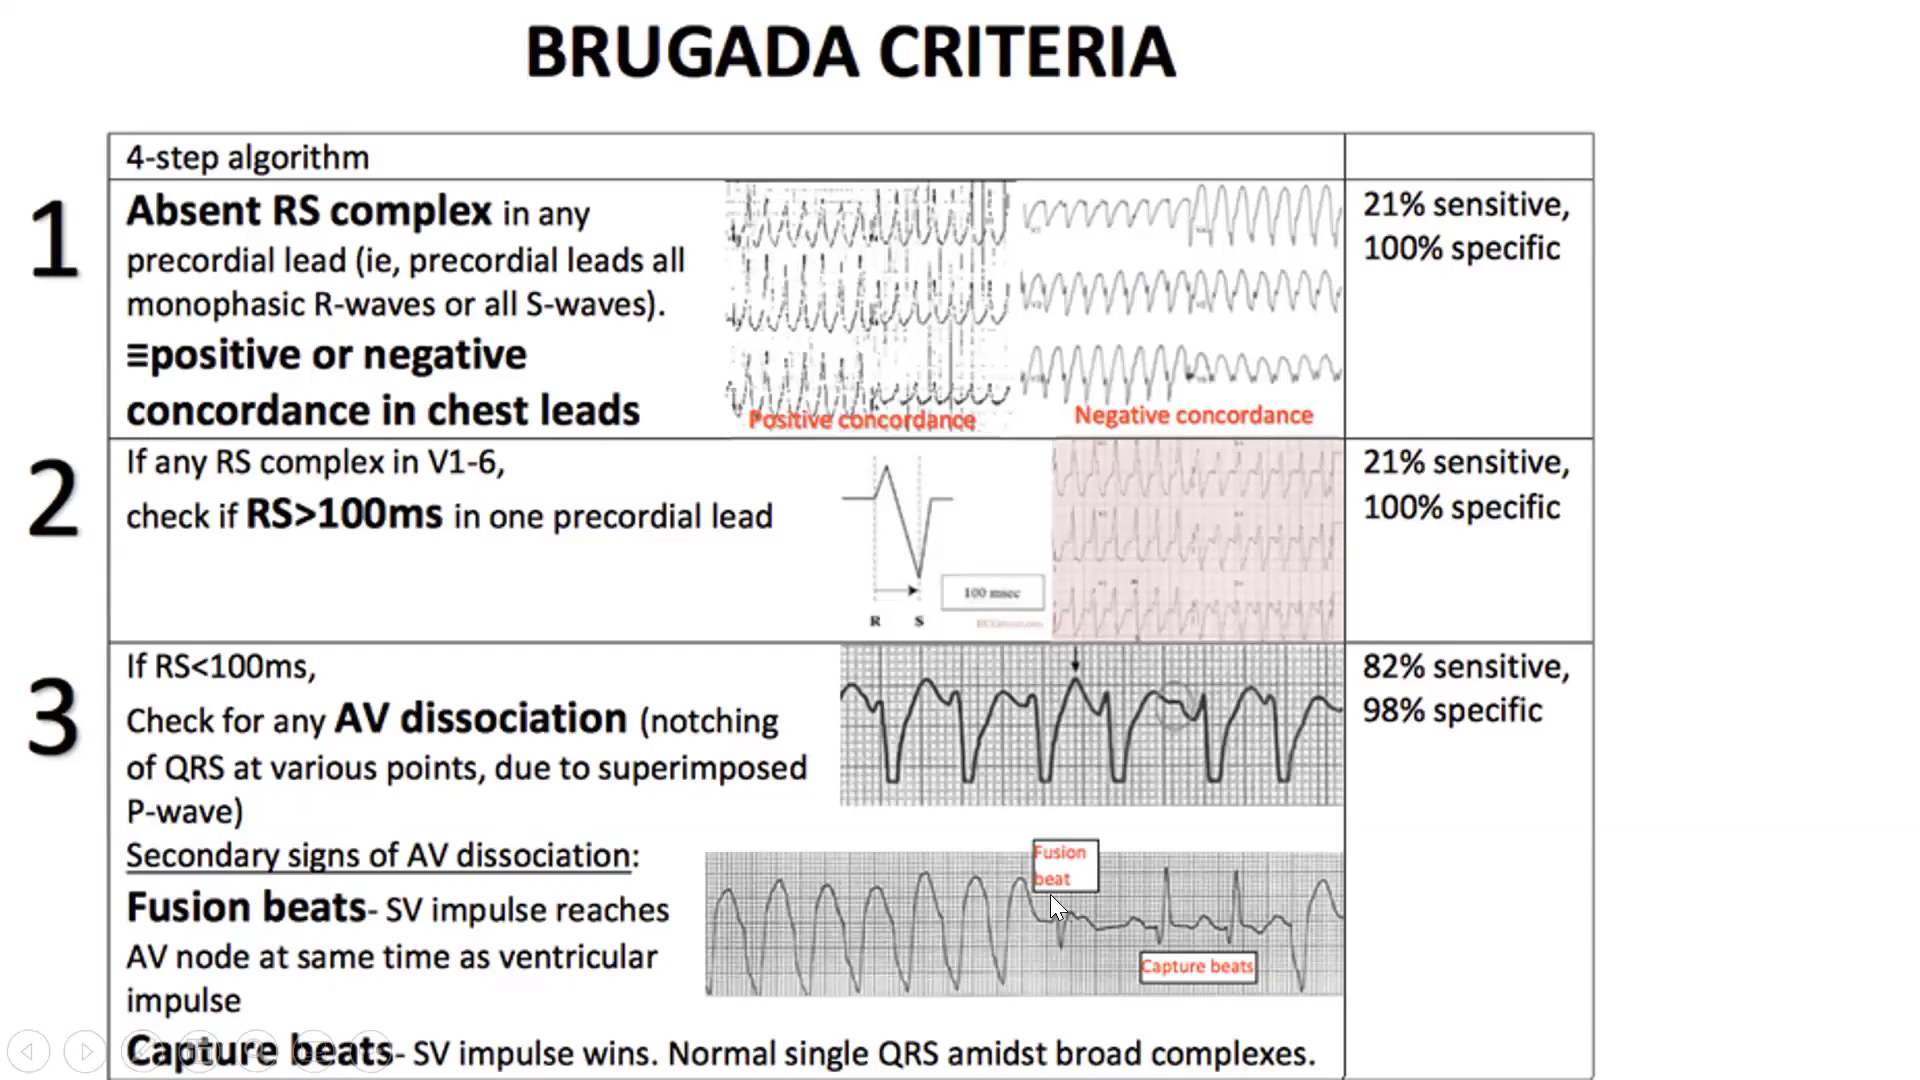 BRUGADA CRITERIA
4-step algorithm
1
Absent RS complex in any
precordial lead (ie, precordial leads all
monophasic R-waves or all S-waves).
≡positive or negative
concordance in chest leads
Positive concordance
Negative concordance
21% sensitive,
100% specific
2
If any RS complex in V1-6,
check if RS>100ms in one precordial lead
100 msec
R S
21% sensitive,
100% specific
3
If RS<100ms,
Check for any AV dissociation (notching
of QRS at various points, due to superimposed
P-wave)
Secondary signs of AV dissociation:
Fusion beats- SV impulse reaches
AV node at same time as ventricular
impulse
Capture beats- SV impulse wins. Normal single QRS amidst broad complexes.
Fusion
beat
Capture beats
82% sensitive,
98% specific